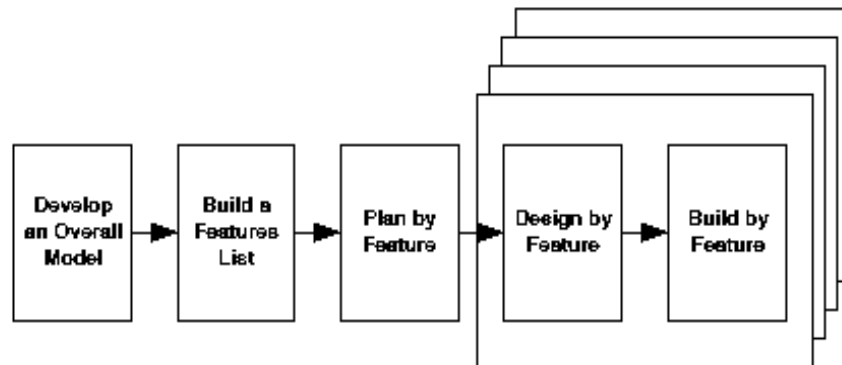 Develop
an Overall
Model
Build a
Features
List
Plan by
Feature
Design by
Feature
Build by
Feature